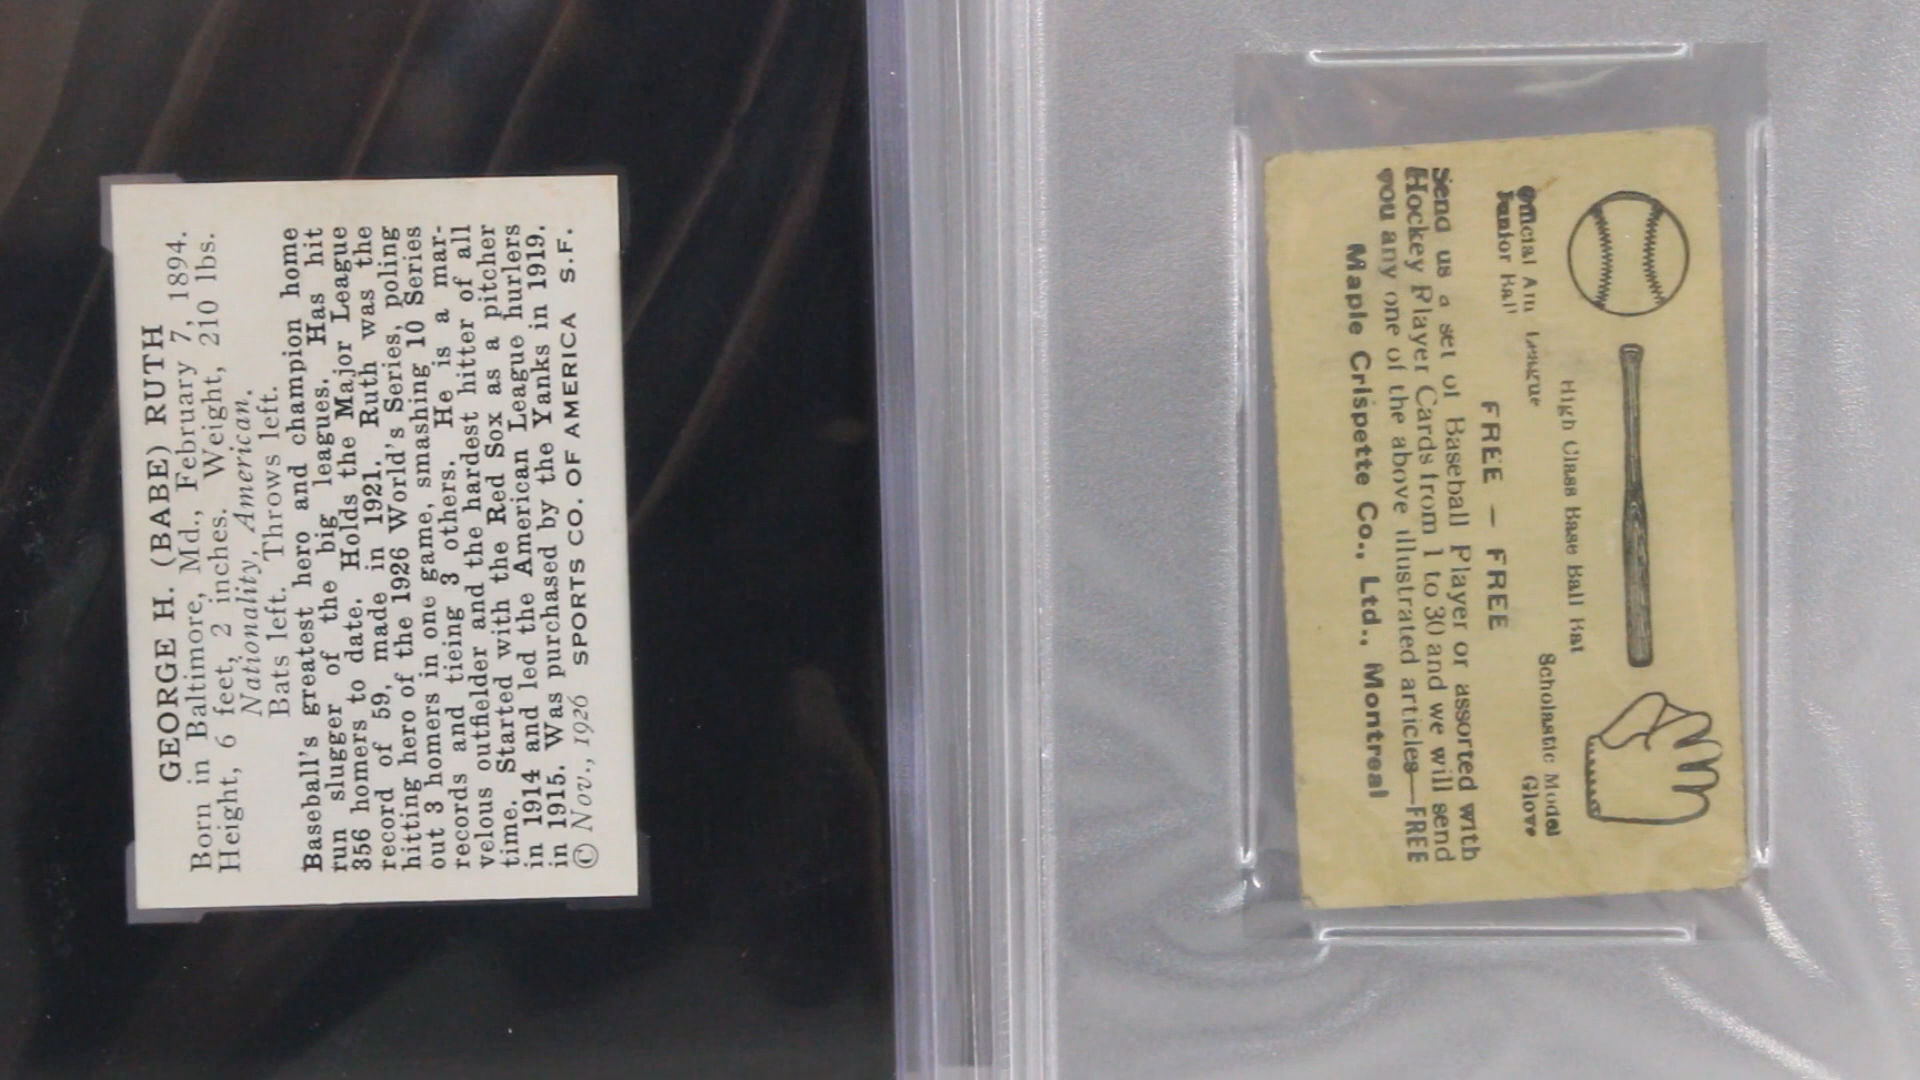 GEORGE H. (BABE) RUTH
Born in Baltimore, Md., February 7, 1894.
Height, 6 feet, 2 inches. Weight, 210 lbs.
Nationality, American.
Bats left. Throws left.
Baseball's greatest hero and champion home
run slugger of the big leagues. Has hit
356 homers to date. Holds the Major League
record of 59, made in 1921. Ruth was the
hitting hero of the 1926 World's Series, poling
out 3 homers in one game, smashing 10 Series
records and tieing 3 others. He is a mar-
velous outfielder and the hardest hitter of all
time. Started with the Red Sox as a pitcher
in 1914 and led the American League hurlers
in 1915. Was purchased by the Yanks in 1919.
© Nov., 1926 SPORTS CO. OF AMERICA S.F.
Official League
Junior Ball
High Class Base Ball Bat
Scholastic Model
Glove
FREE — FREE
Send us a set of Baseball Player or assorted with
Hockey Player Cards from 1 to 30 and we will send
you any one of the above illustrated articles—FREE
Maple Crispette Co., Ltd., Montreal